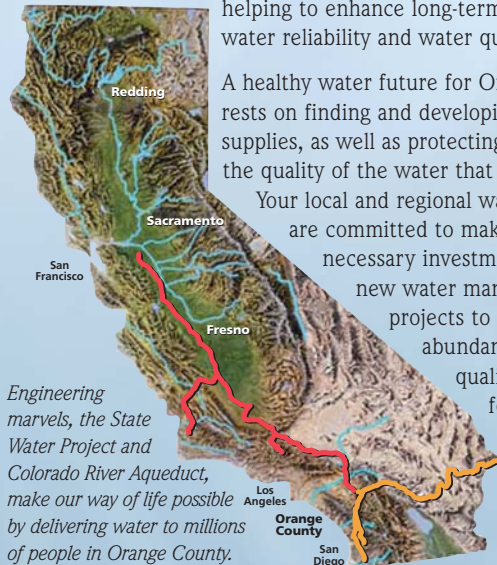 helping to enhance long-term
water reliability and water qu
A healthy water future for Or
rests on finding and developi
supplies, as well as protecting
the quality of the water that
Your local and regional wa
are committed to mak
necessary investm
new water man
projects to
abundan
quali
f
Redding
Sacramento
San
Francisco
Fresno
Los
Angeles
Orange
County
San
Diego
Engineering
marvels, the State
Water Project and
Colorado River Aqueduct,
make our way of life possible
by delivering water to millions
of people in Orange County.